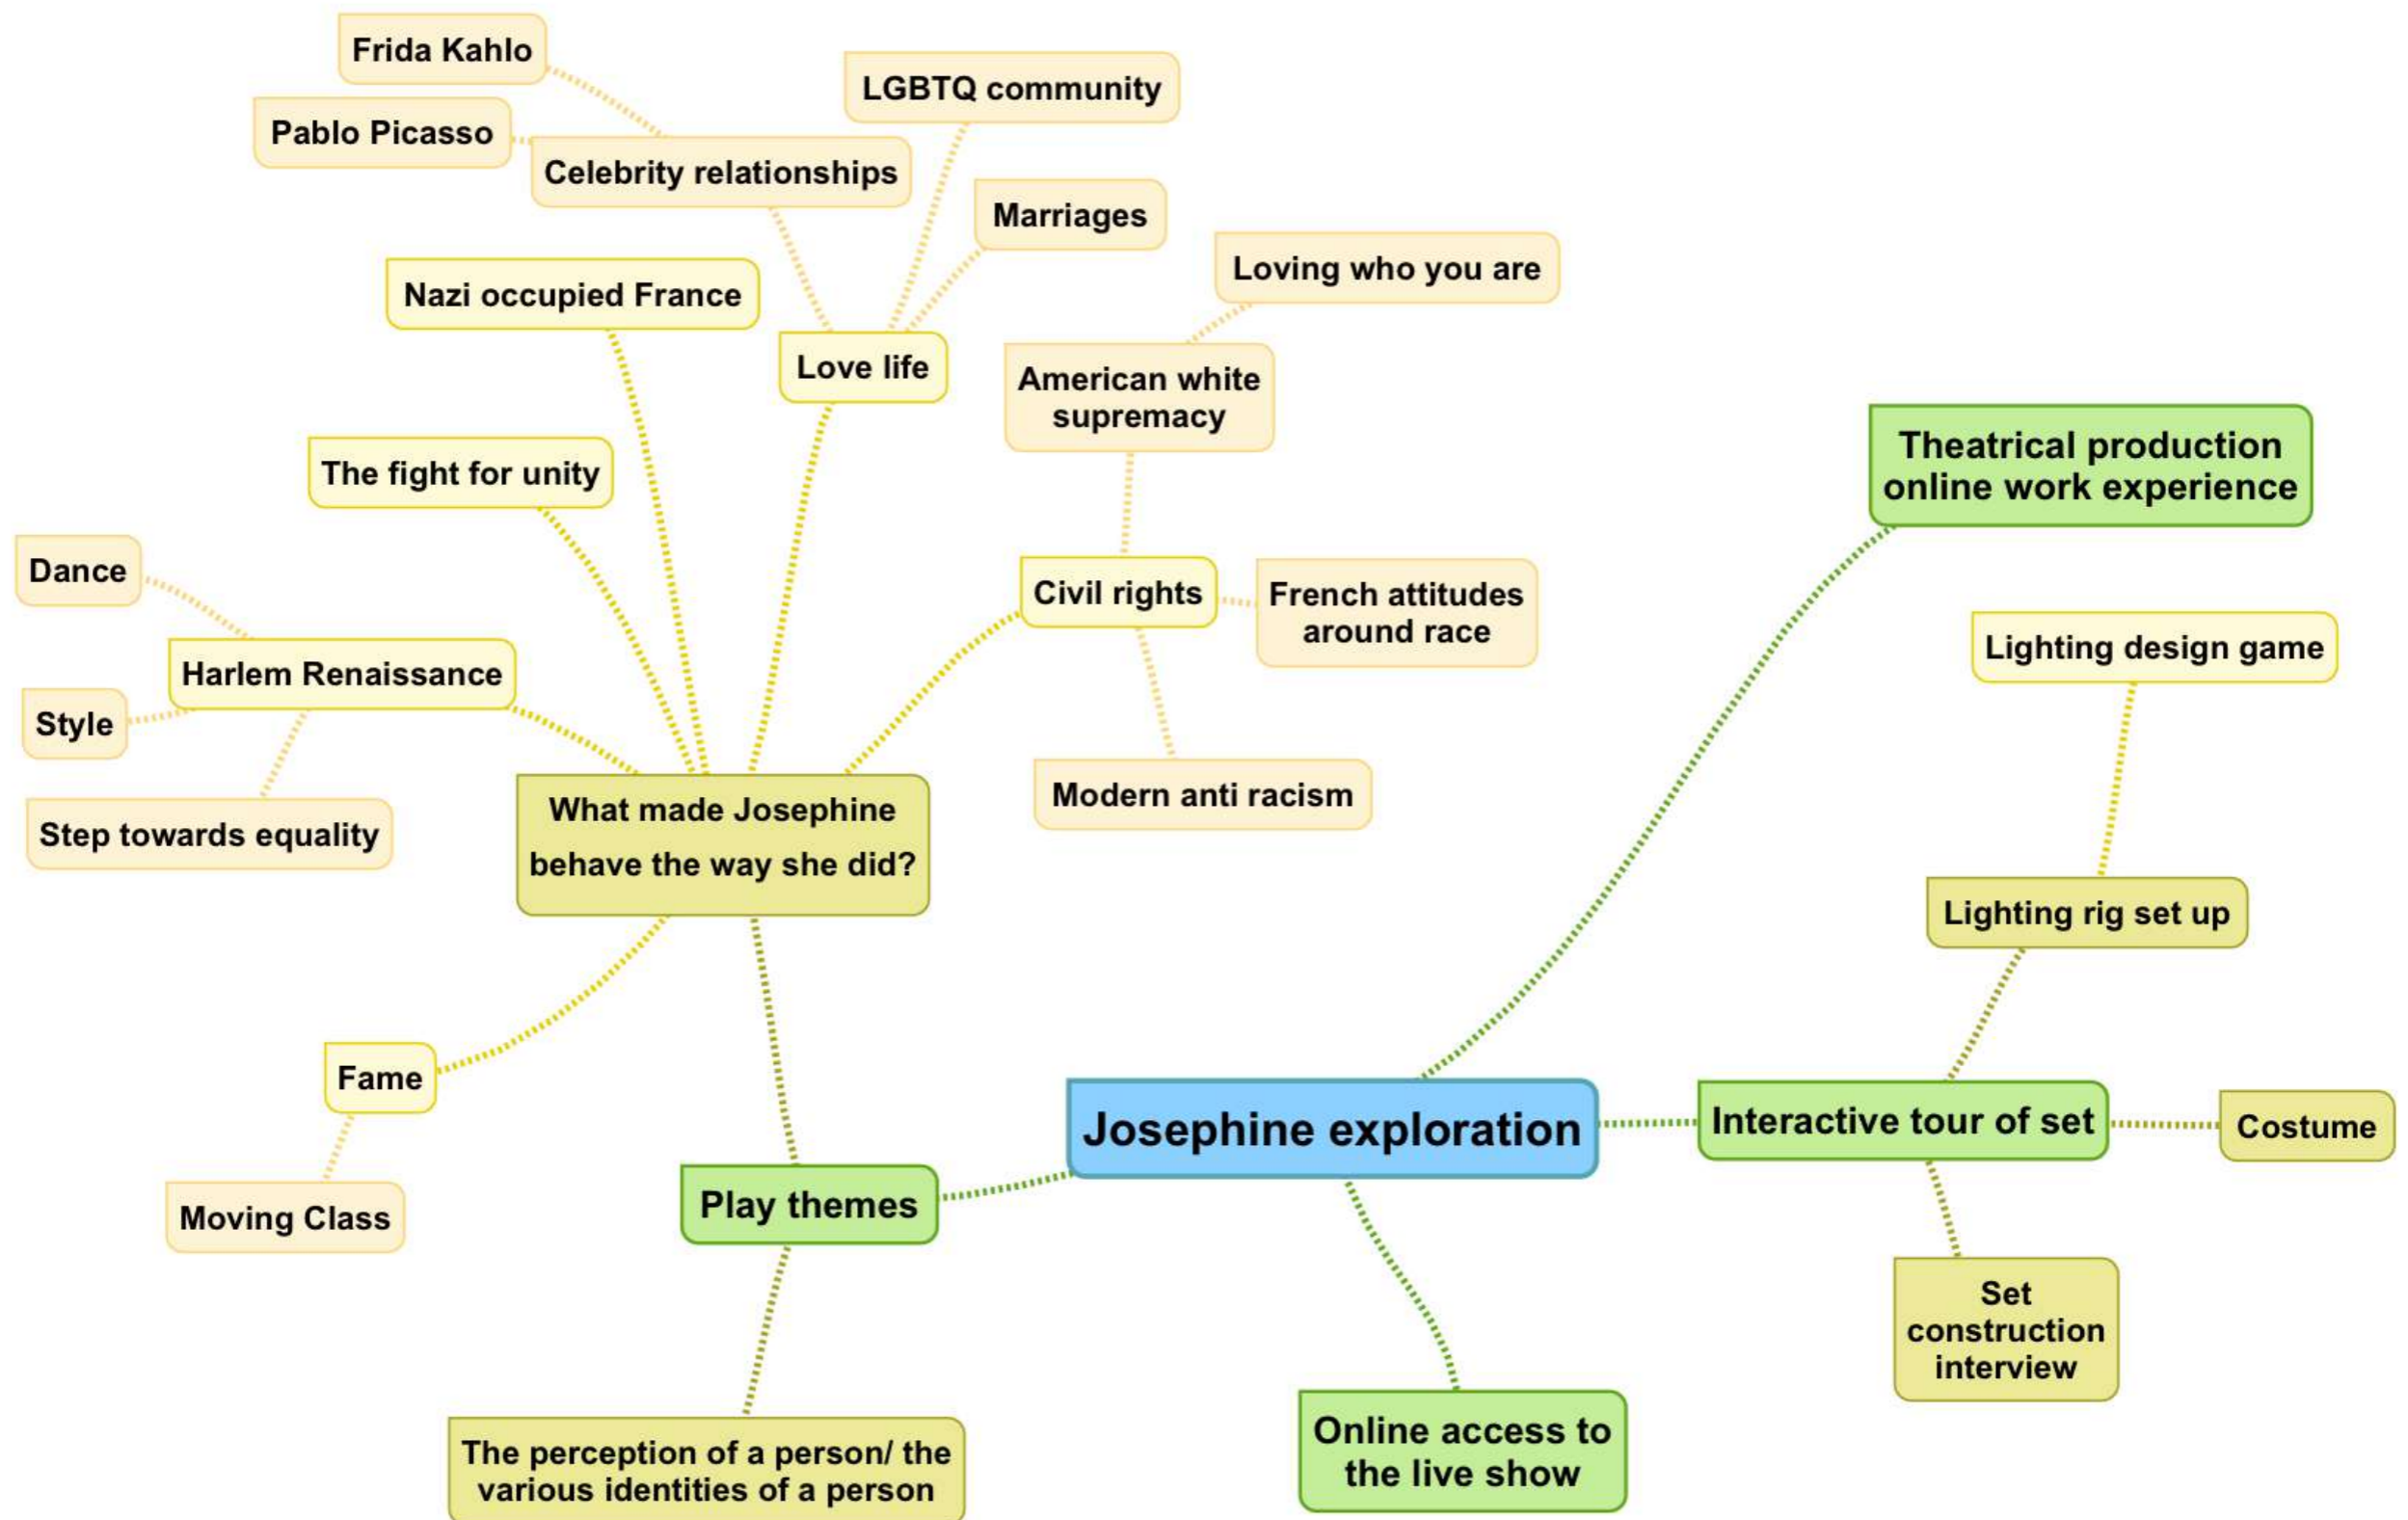 Frida Kahlo
LGBTQ community
Pablo Picasso
Celebrity relationships
Marriages
Loving who you are
Nazi occupied France
Love life
American white
supremacy
Theatrical production
online work experience
The fight for unity
Dance
Civil rights
French attitudes
around race
Lighting design game
Harlem Renaissance
Style
Modern anti racism
Step towards equality
What made Josephine
behave the way she did?
Lighting rig set up
Fame
Josephine exploration
Interactive tour of set
Costume
Moving Class
Play themes
Set
construction
interview
Online access to
the live show
The perception of a person/ the
various identities of a person